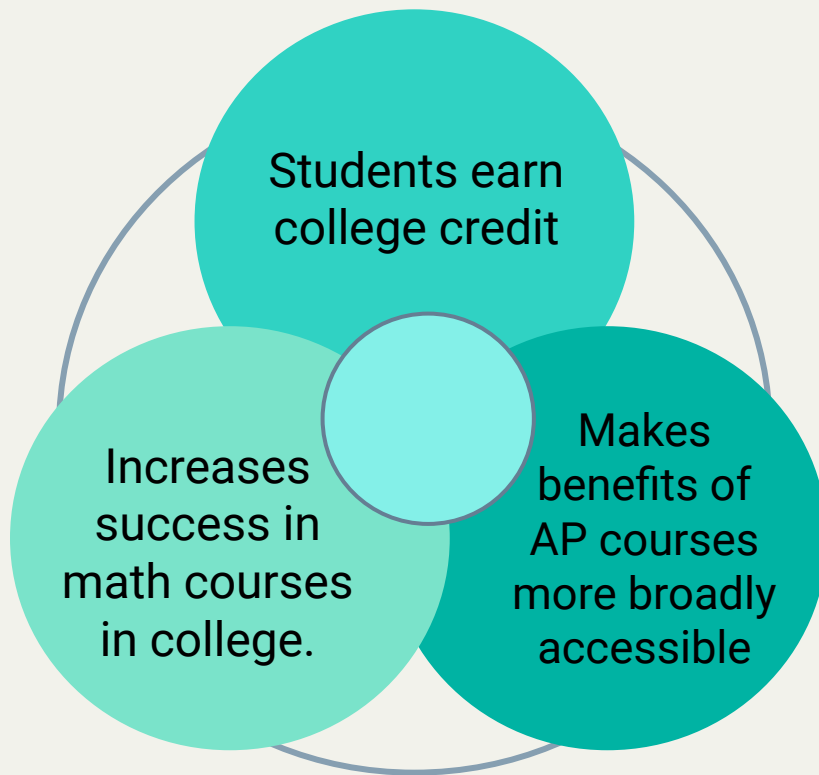 Students earn
college credit
Increases
success in
math courses
in college.
Makes
benefits of
AP courses
more broadly
accessible